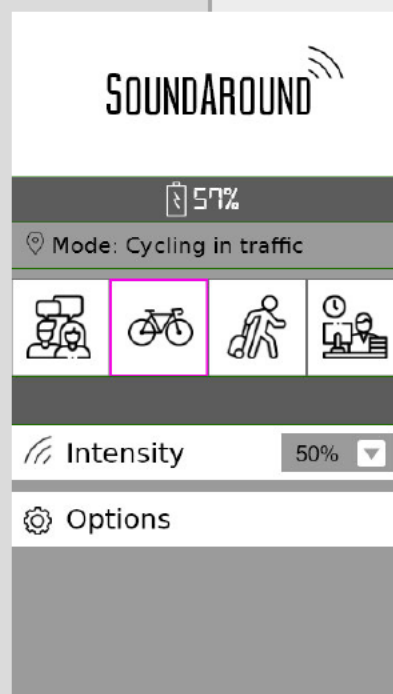 SOUNDAROUND
57%
Mode: Cycling in traffic
Intensity 50%
Options